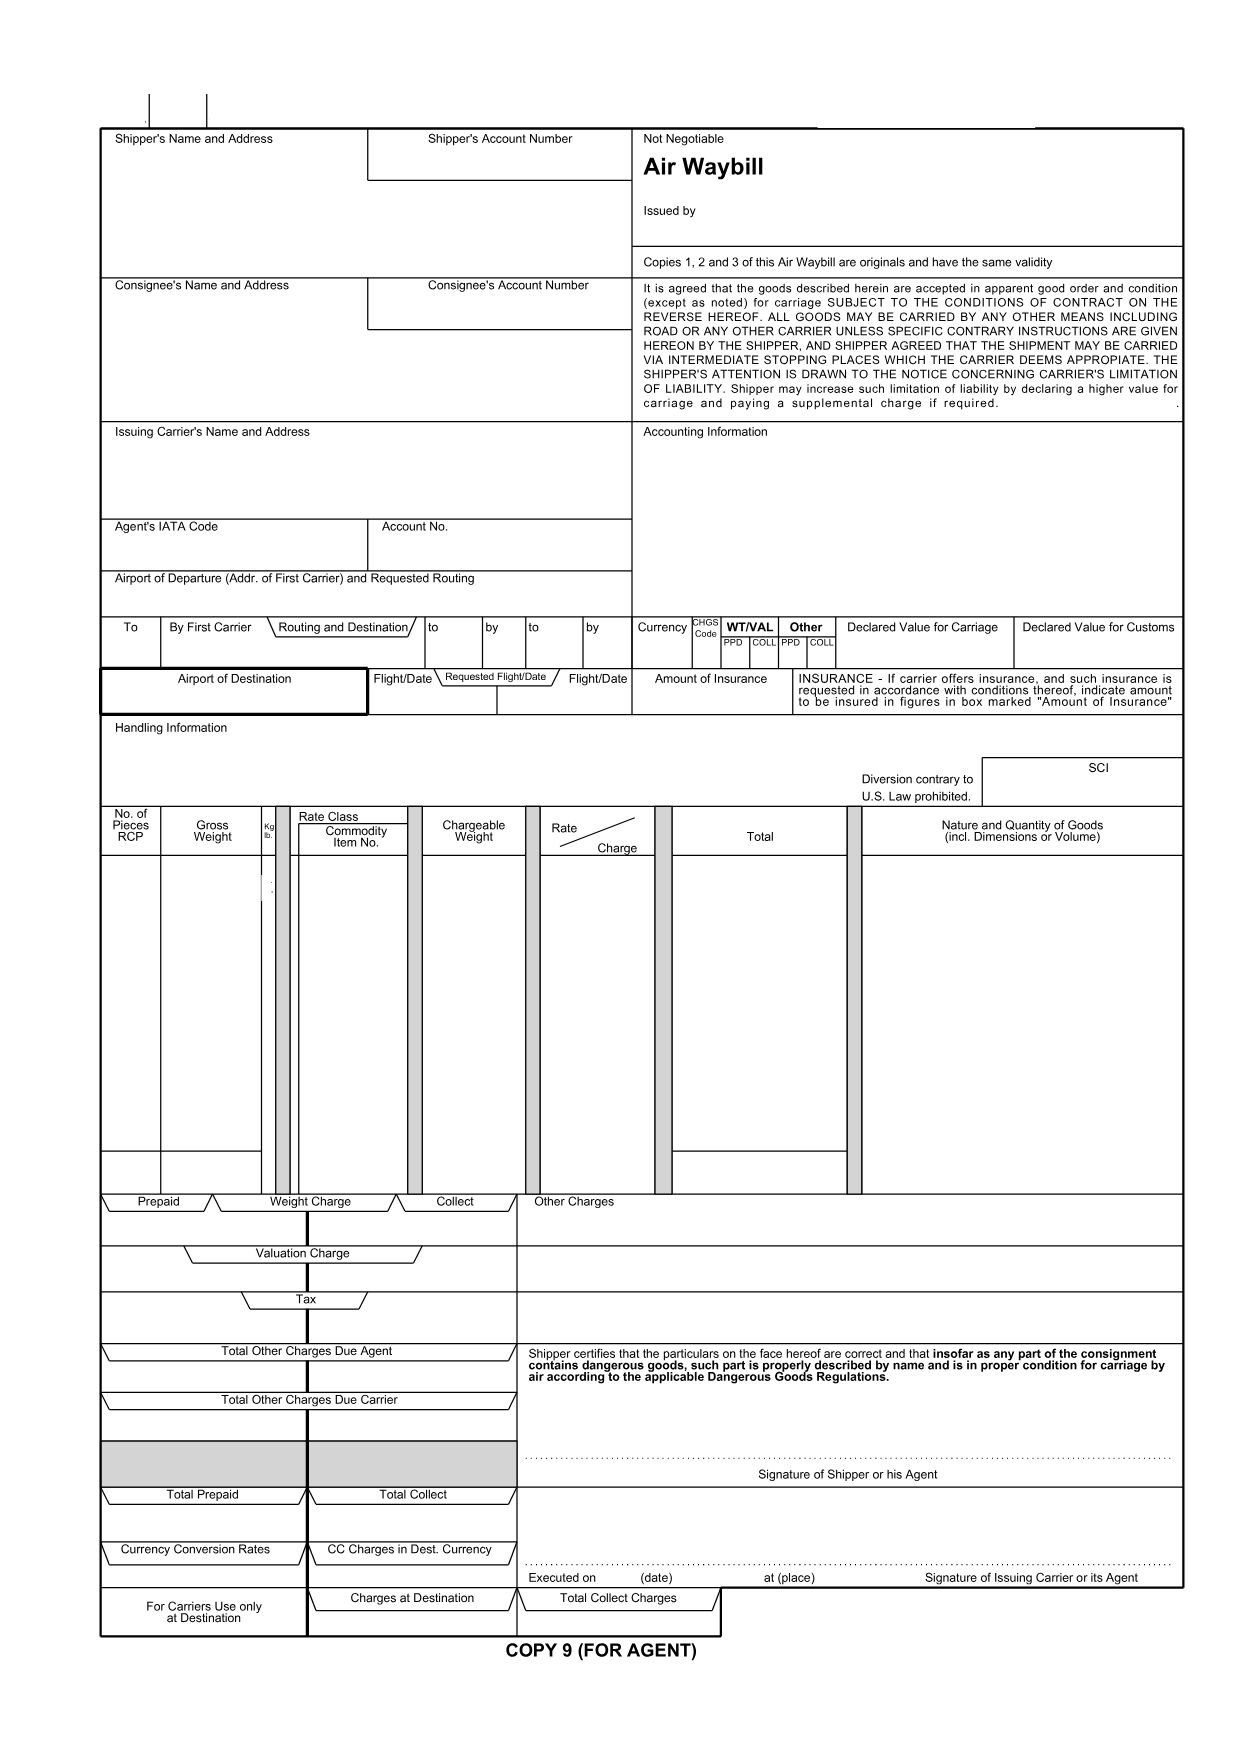 Shipper's Name and Address
Shipper's Account Number
Not Negotiable
Air Waybill
Issued by
Copies 1, 2 and 3 of this Air Waybill are originals and have the same validity
Consignee's Name and Address
Consignee's Account Number
It is agreed that the goods described herein are accepted in apparent good order and condition
(except as noted) for carriage SUBJECT TO THE CONDITIONS OF CONTRACT ON THE
REVERSE HEREOF. ALL GOODS MAY BE CARRIED BY ANY OTHER MEANS INCLUDING
ROAD OR ANY OTHER CARRIER UNLESS SPECIFIC CONTRARY INSTRUCTIONS ARE GIVEN
HEREON BY THE SHIPPER, AND SHIPPER AGREED THAT THE SHIPMENT MAY BE CARRIED
VIA INTERMEDIATE STOPPING PLACES WHICH THE CARRIER DEEMS APPROPIATE. THE
SHIPPER'S ATTENTION IS DRAWN TO THE NOTICE CONCERNING CARRIER'S LIMITATION
OF LIABILITY. Shipper may increase such limitation of liability by declaring a higher value for
carriage and paying a supplemental charge if required.
Issuing Carrier's Name and Address
Accounting Information
Agent's IATA Code
Account No.
Airport of Departure (Addr. of First Carrier) and Requested Routing
To
By First Carrier
Routing and Destination
to
by
to
by
Currency
CHGS
Code
WT/VAL
PPD
COLL
Other
PPD
COLL
Declared Value for Carriage
Declared Value for Customs
Airport of Destination
Flight/Date
Requested Flight/Date
Flight/Date
Amount of Insurance
INSURANCE - If carrier offers insurance, and such insurance is
requested in accordance with conditions thereof, indicate amount
to be insured in figures in box marked "Amount of Insurance"
Handling Information
Diversion contrary to
U.S. Law prohibited.
SCI
No. of
Pieces
RCP
Gross
Weight
Kg
lb.
Rate Class
Commodity
Item No.
Chargeable
Weight
Rate
Charge
Total
Nature and Quantity of Goods
(incl. Dimensions or Volume)
Prepaid
Weight Charge
Collect
Other Charges
Valuation Charge
Tax
Total Other Charges Due Agent
Shipper certifies that the particulars on the face hereof are correct and that insofar as any part of the consignment
contains dangerous goods, such part is properly described by name and is in proper condition for carriage by
air according to the applicable Dangerous Goods Regulations.
Total Other Charges Due Carrier
Signature of Shipper or his Agent
Total Prepaid
Total Collect
Currency Conversion Rates
CC Charges in Dest. Currency
Executed on
(date)
at (place)
Signature of Issuing Carrier or its Agent
For Carriers Use only
at Destination
Charges at Destination
Total Collect Charges
COPY 9 (FOR AGENT)